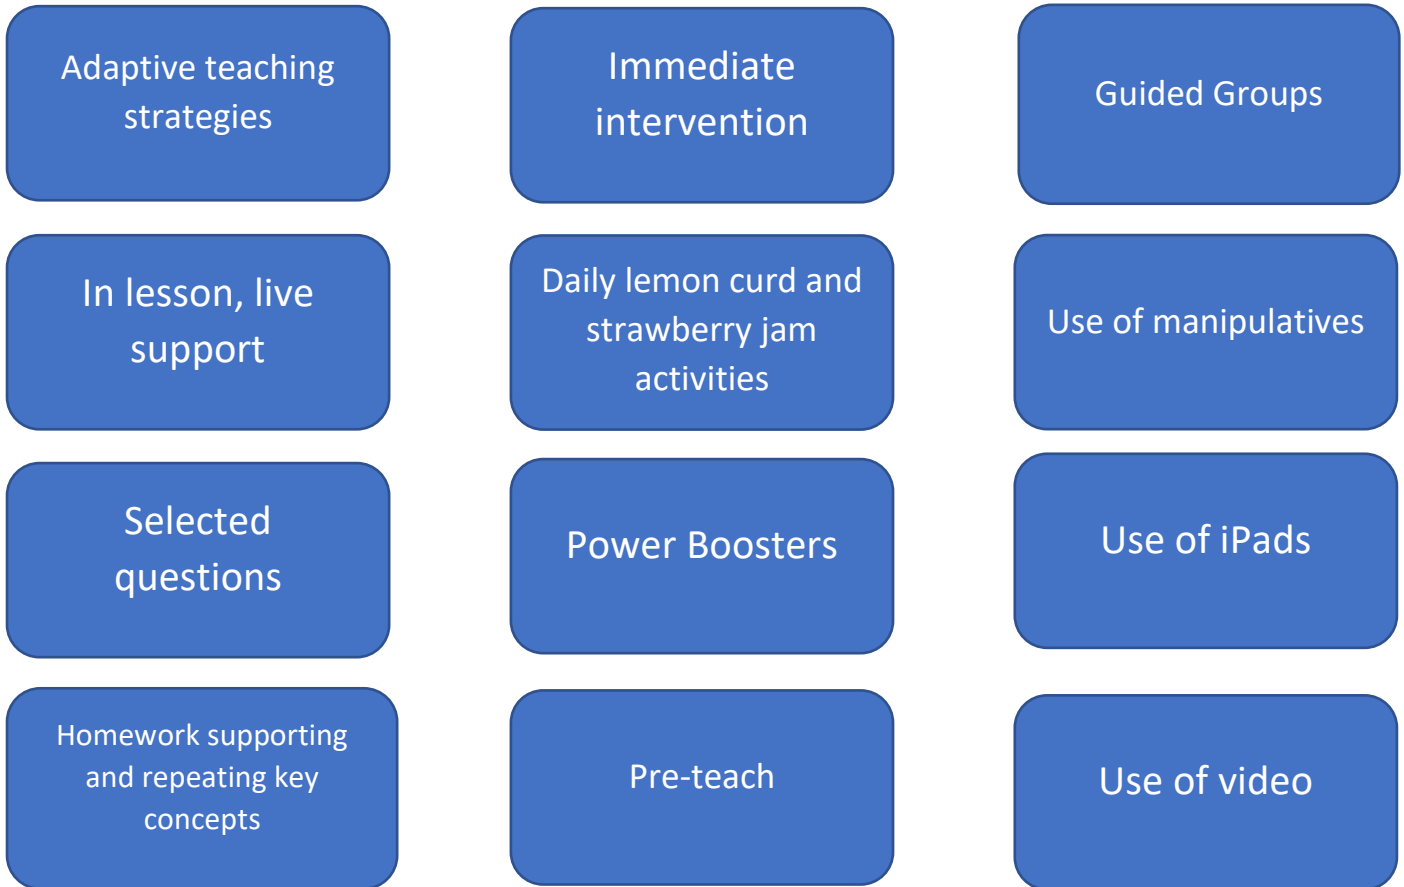 Adaptive teaching
strategies
Immediate
intervention
Guided Groups
In lesson, live
support
Daily lemon curd and
strawberry jam
activities
Use of manipulatives
Selected
questions
Power Boosters
Use of iPads
Homework supporting
and repeating key
concepts
Pre-teach
Use of video